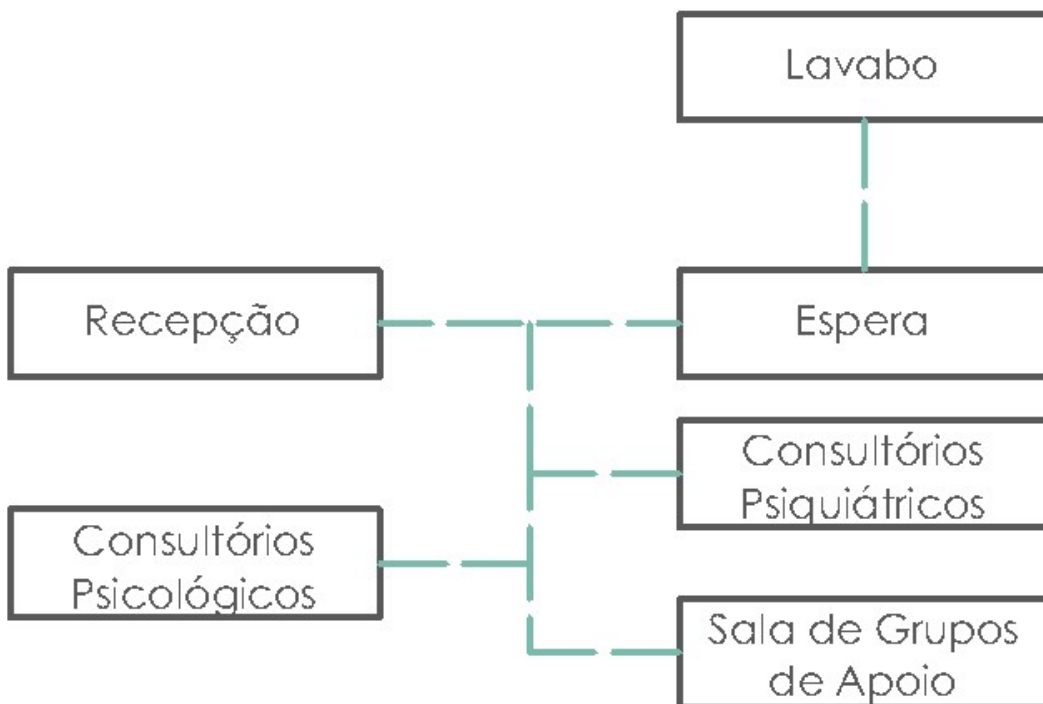 Lavabo
Recepção
Espera
Consultórios
Psiquiátricos
Consultórios
Psicológicos
Sala de Grupos
de Apoio